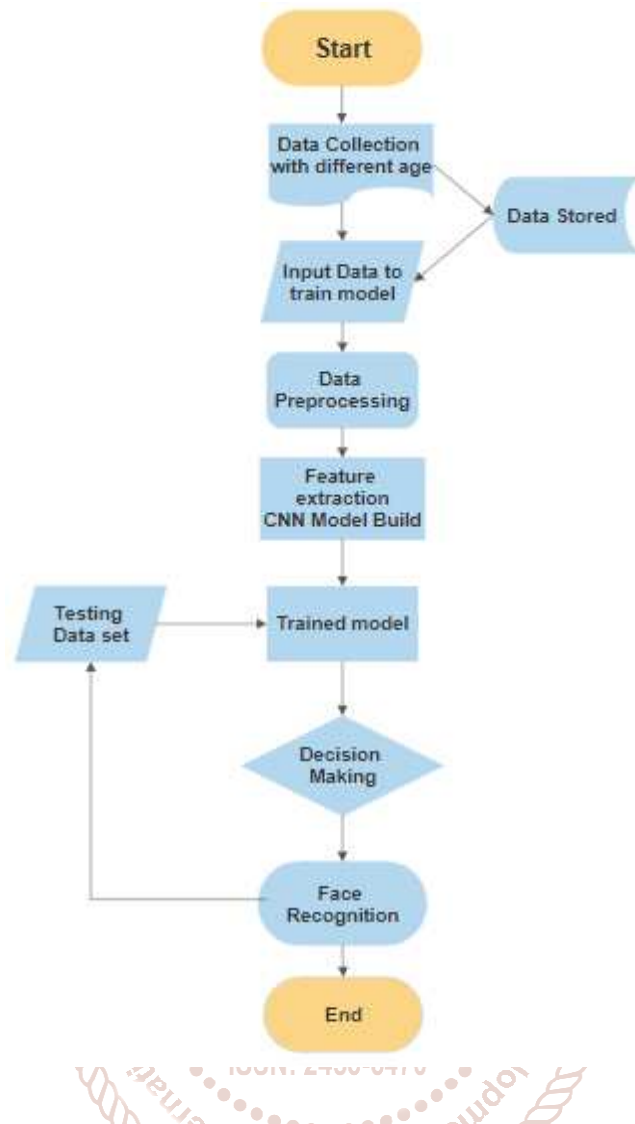 Start
Data Collection
with different age
Data Stored
Input Data to
train model
Data
Preprocessing
Feature
extraction
CNN Model Build
Testing
Data set
Trained model
Decision
Making
Face
Recognition
End